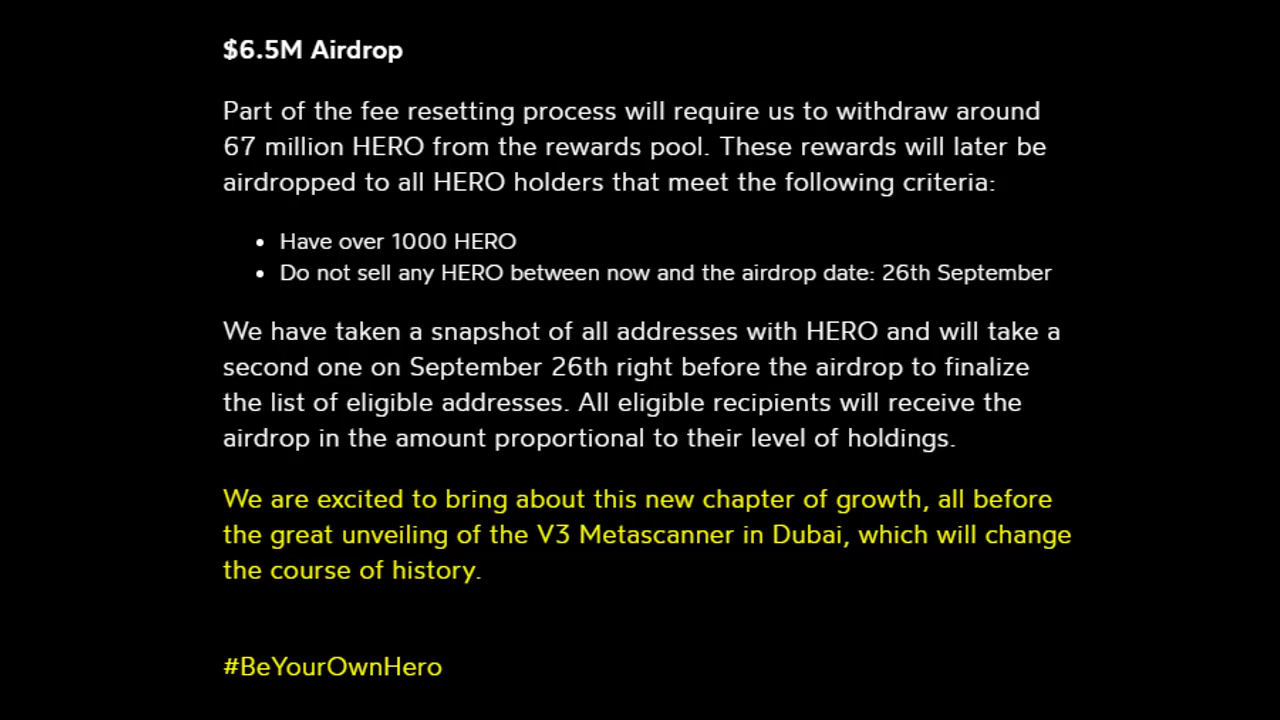 $6.5M Airdrop
Part of the fee resetting process will require us to withdraw around
67 million HERO from the rewards pool. These rewards will later be
airdropped to all HERO holders that meet the following criteria:
• Have over 1000 HERO
• Do not sell any HERO between now and the airdrop date: 26th September
We have taken a snapshot of all addresses with HERO and will take a
second one on September 26th right before the airdrop to finalize
the list of eligible addresses. All eligible recipients will receive the
airdrop in the amount proportional to their level of holdings.
We are excited to bring about this new chapter of growth, all before
the great unveiling of the V3 Metascanner in Dubai, which will change
the course of history.
#BeYourOwnHero